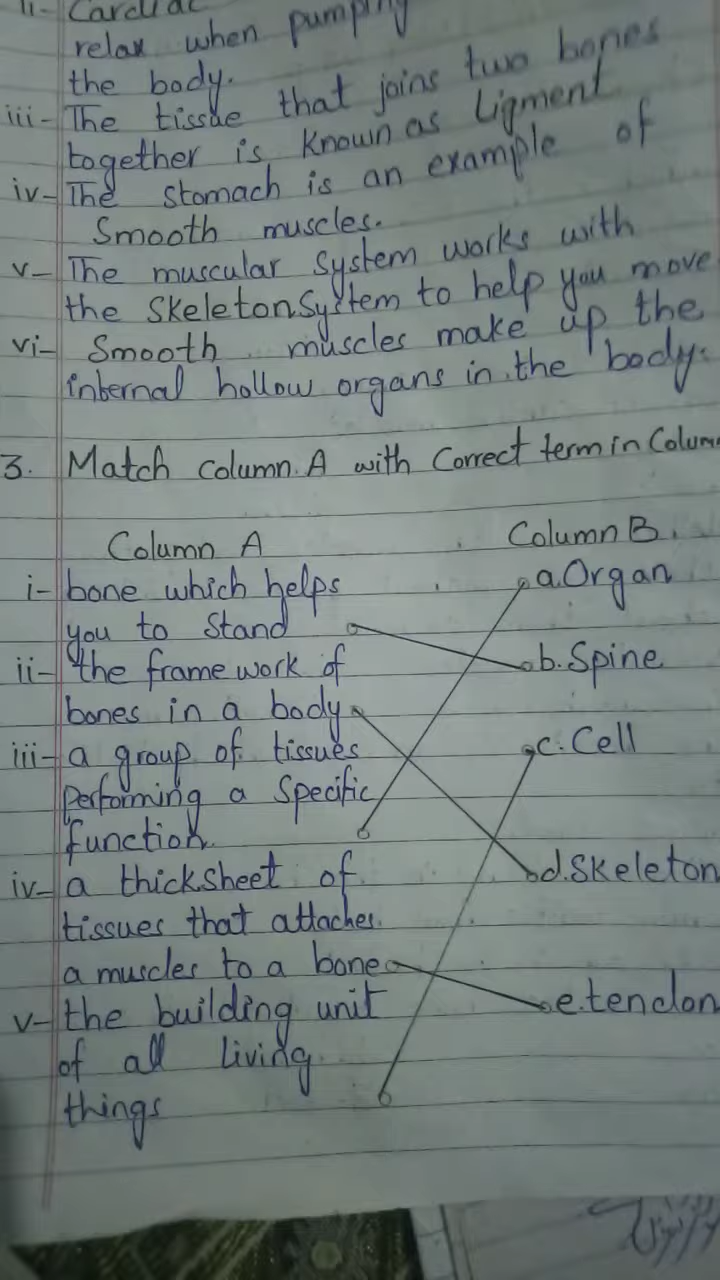 ii- Cardiac
relax when pumping
the body.
iii- The tissue that joins two bones
together is known as Ligment
iv- The stomach is an example of
Smooth muscles.
v- The muscular system works with
the Skeleton System to help you move
vi- Smooth muscles make up the
internal hollow organs in the body.
3. Match column A with Correct term in Colum
Column A Column B.
i- bone which helps a. Organ
you to Stand
b. Spine
ii- the frame work of
bones in a body
iii- a group of tissues c. Cell
performing a specific
function.
iv- a thick sheet of d. Skeleton
tissues that attaches
a muscles to a bone
v- the building unit e. tendon
of all living
things